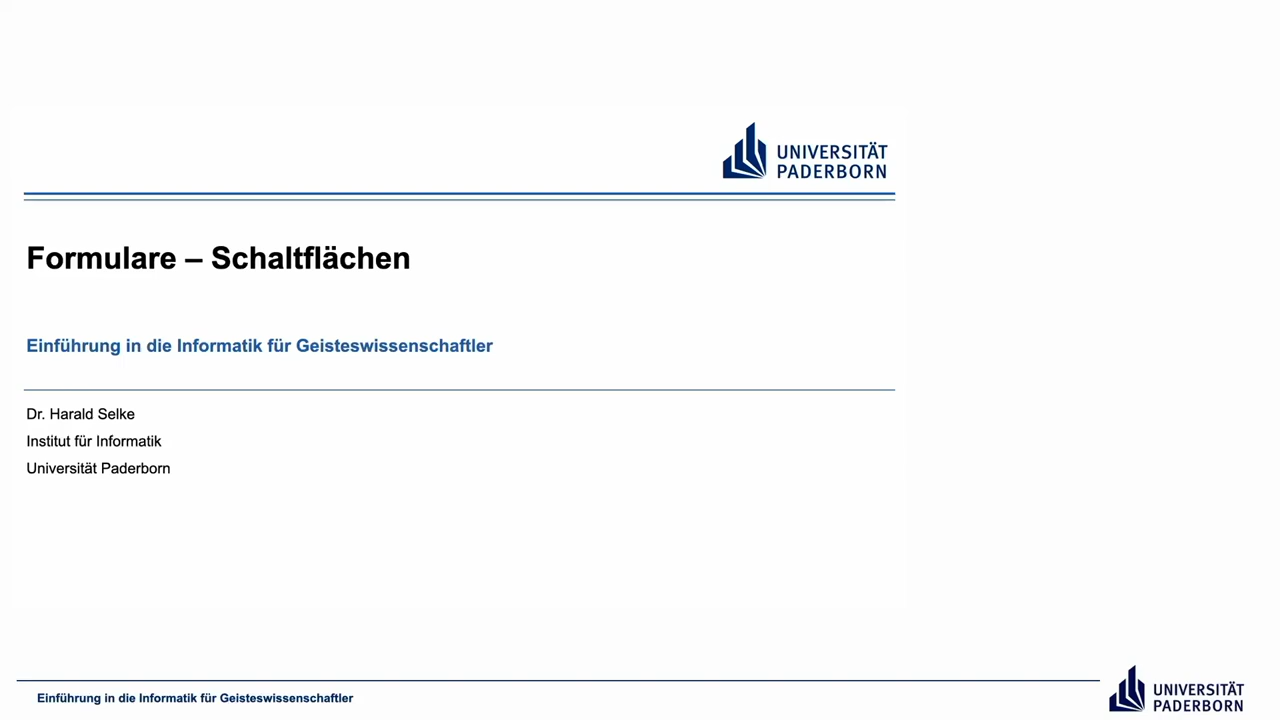 UNIVERSITÄT
PADERBORN
Formulare – Schaltflächen
Einführung in die Informatik für Geisteswissenschaftler
Dr. Harald Selke
Institut für Informatik
Universität Paderborn
Einführung in die Informatik für Geisteswissenschaftler
UNIVERSITÄT
PADERBORN